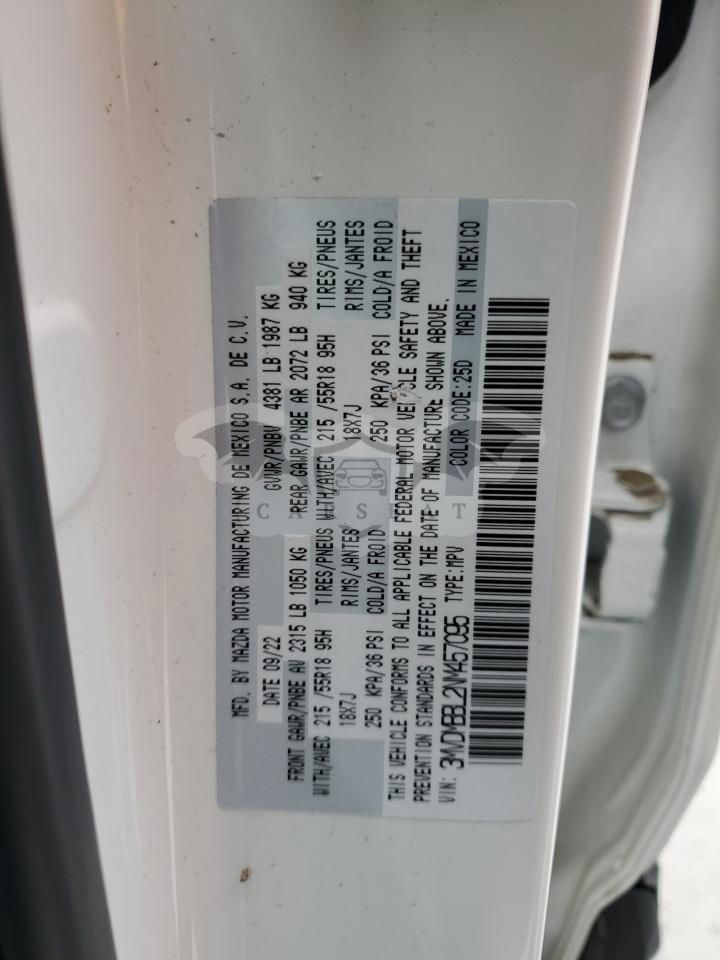 MFD. BY MAZDA MOTOR MANUFACTURING DE MEXICO S.A. DE C.V.
DATE 09/22 GVWR/PNBV 4381 LB 1987 KG
FRONT GAWR/PNBE AV 2315 LB 1050 KG REAR GAWR/PNBE AR 2072 LB 940 KG
WITH/AVEC 215 /55R18 95H TIRES/PNEUS WITH/AVEC 215 /55R18 95H TIRES/PNEUS
18X7J RIMS/JANTES 18X7J RIMS/JANTES
250 KPA/36 PSI COLD/A FROID 250 KPA/36 PSI COLD/A FROID
THIS VEHICLE CONFORMS TO ALL APPLICABLE FEDERAL MOTOR VEHICLE SAFETY AND THEFT
PREVENTION STANDARDS IN EFFECT ON THE DATE OF MANUFACTURE SHOWN ABOVE.
VIN: 3MVDMBBL2NM457095 TYPE:MPV COLOR CODE:25D MADE IN MEXICO